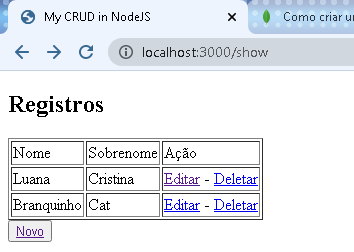 My CRUD in NodeJS
Como criar un
localhost:3000/show
Registros
Nome Sobrenome Ação
Luana Cristina Editar - Deletar
Branquinho Cat Editar - Deletar
Novo